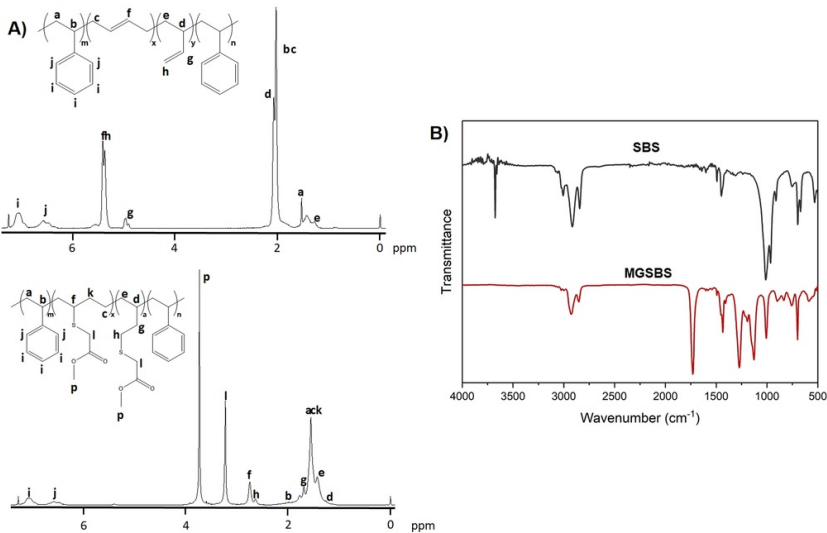 A)
a b c f e d
m x y n
j j g
i i h
i
b c
d
fh
a
i j g e
6 4 2 0 ppm
p
a b f k e d
m x a n
c
j S j l g
i i h
i O O S l
p O O
p
l
ack
f g e
i j h b d
6 4 2 0 ppm
B)
SBS
MGSBS
Transmittance
4000 3500 3000 2500 2000 1500 1000 500
Wavenumber (cm⁻¹)